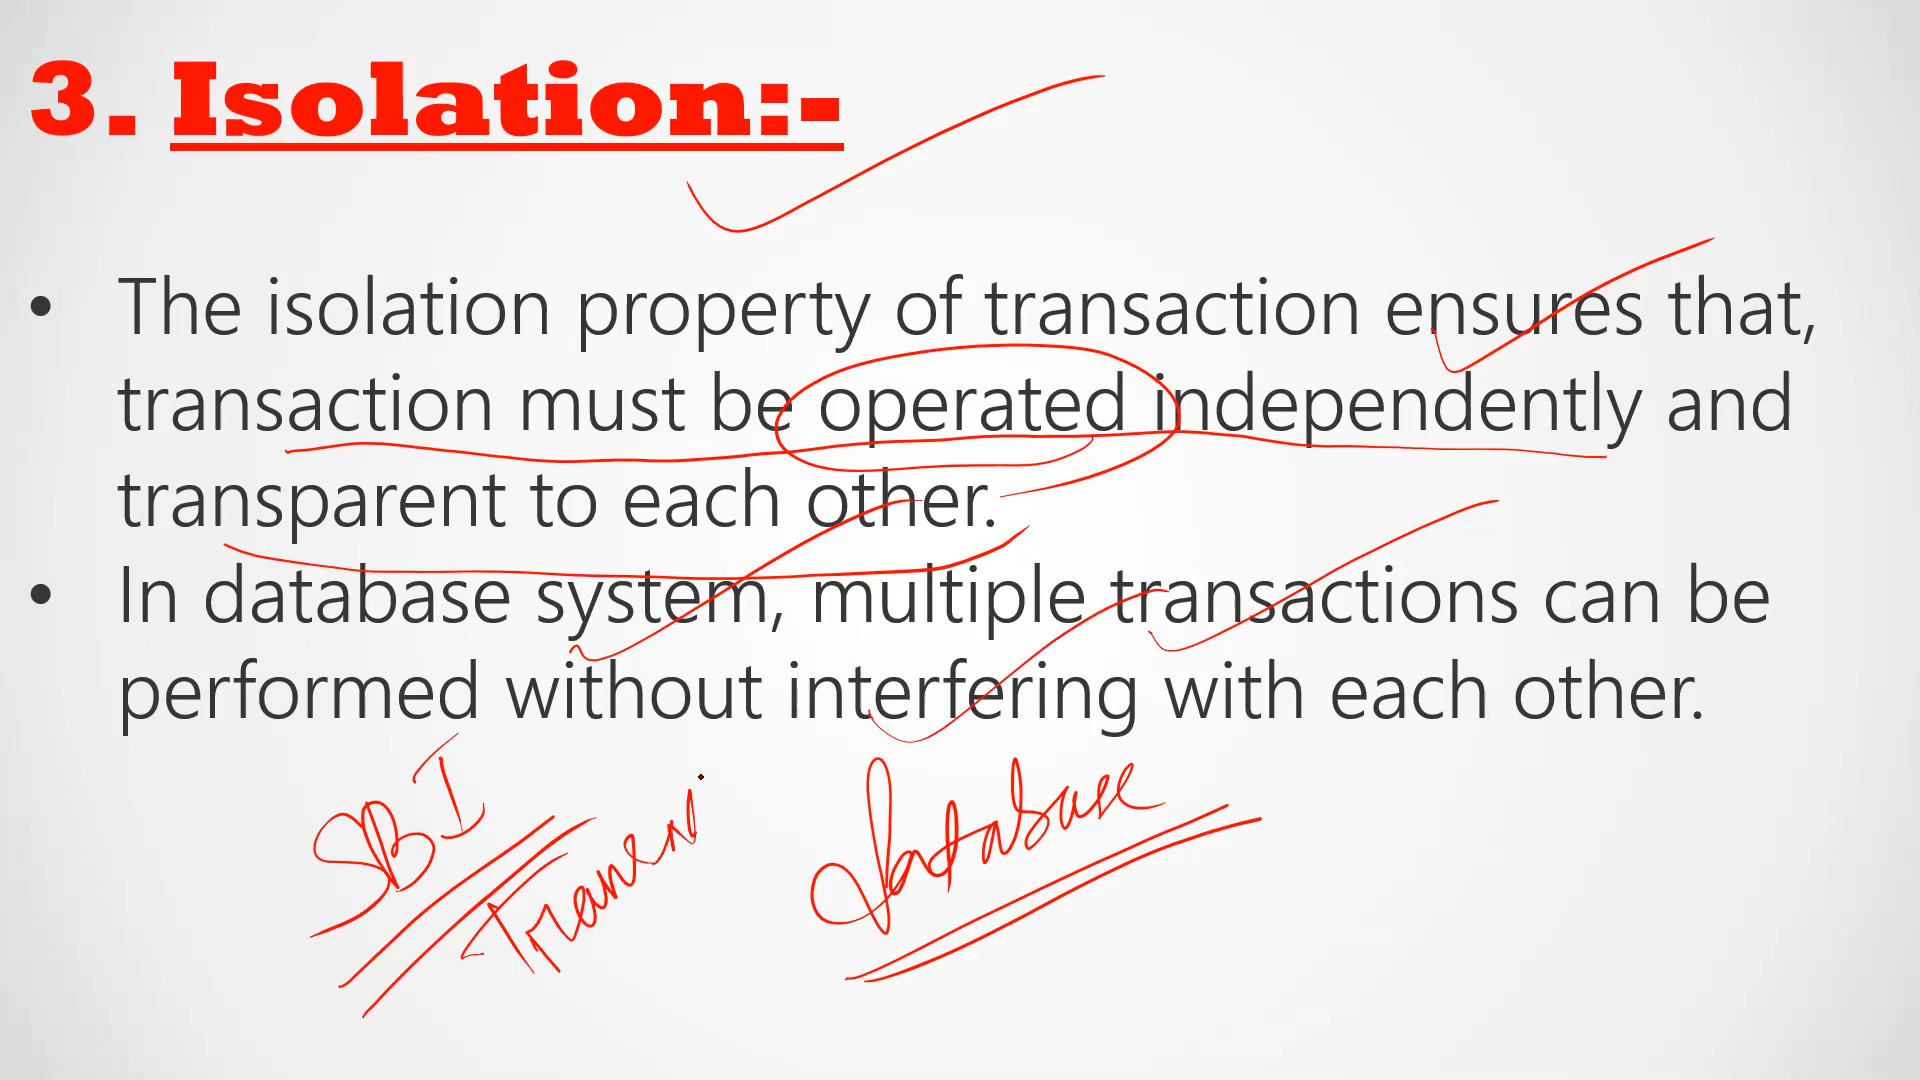 3. Isolation:-
• The isolation property of transaction ensures that,
transaction must be operated independently and
transparent to each other.
• In database system, multiple transactions can be
performed without interfering with each other.
SBI
Database